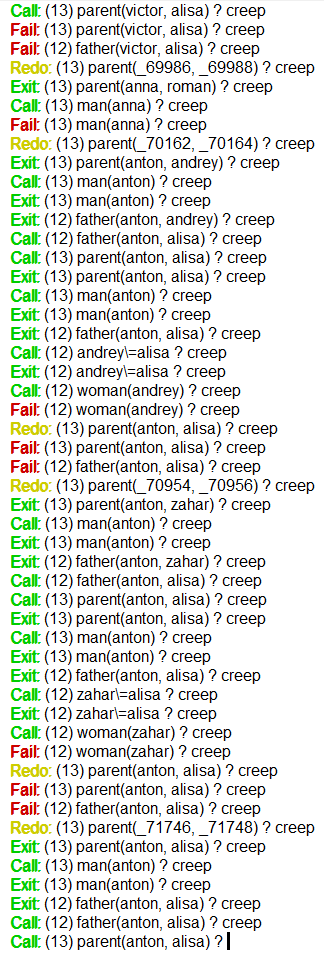 Call: (13) parent(victor, alisa) ? creep
Fail: (13) parent(victor, alisa) ? creep
Fail: (12) father(victor, alisa) ? creep
Redo: (13) parent(_69986, _69988) ? creep
Exit: (13) parent(anna, roman) ? creep
Call: (13) man(anna) ? creep
Fail: (13) man(anna) ? creep
Redo: (13) parent(_70162, _70164) ? creep
Exit: (13) parent(anton, andrey) ? creep
Call: (13) man(anton) ? creep
Exit: (13) man(anton) ? creep
Exit: (12) father(anton, andrey) ? creep
Call: (12) father(anton, alisa) ? creep
Call: (13) parent(anton, alisa) ? creep
Exit: (13) parent(anton, alisa) ? creep
Call: (13) man(anton) ? creep
Exit: (13) man(anton) ? creep
Exit: (12) father(anton, alisa) ? creep
Call: (12) andrey\=alisa ? creep
Exit: (12) andrey\=alisa ? creep
Call: (12) woman(andrey) ? creep
Fail: (12) woman(andrey) ? creep
Redo: (13) parent(anton, alisa) ? creep
Fail: (13) parent(anton, alisa) ? creep
Fail: (12) father(anton, alisa) ? creep
Redo: (13) parent(_70954, _70956) ? creep
Exit: (13) parent(anton, zahar) ? creep
Call: (13) man(anton) ? creep
Exit: (13) man(anton) ? creep
Exit: (12) father(anton, zahar) ? creep
Call: (12) father(anton, alisa) ? creep
Call: (13) parent(anton, alisa) ? creep
Exit: (13) parent(anton, alisa) ? creep
Call: (13) man(anton) ? creep
Exit: (13) man(anton) ? creep
Exit: (12) father(anton, alisa) ? creep
Call: (12) zahar\=alisa ? creep
Exit: (12) zahar\=alisa ? creep
Call: (12) woman(zahar) ? creep
Fail: (12) woman(zahar) ? creep
Redo: (13) parent(anton, alisa) ? creep
Fail: (13) parent(anton, alisa) ? creep
Fail: (12) father(anton, alisa) ? creep
Redo: (13) parent(_71746, _71748) ? creep
Exit: (13) parent(anton, alisa) ? creep
Call: (13) man(anton) ? creep
Exit: (13) man(anton) ? creep
Exit: (12) father(anton, alisa) ? creep
Call: (12) father(anton, alisa) ? creep
Call: (13) parent(anton, alisa) ?